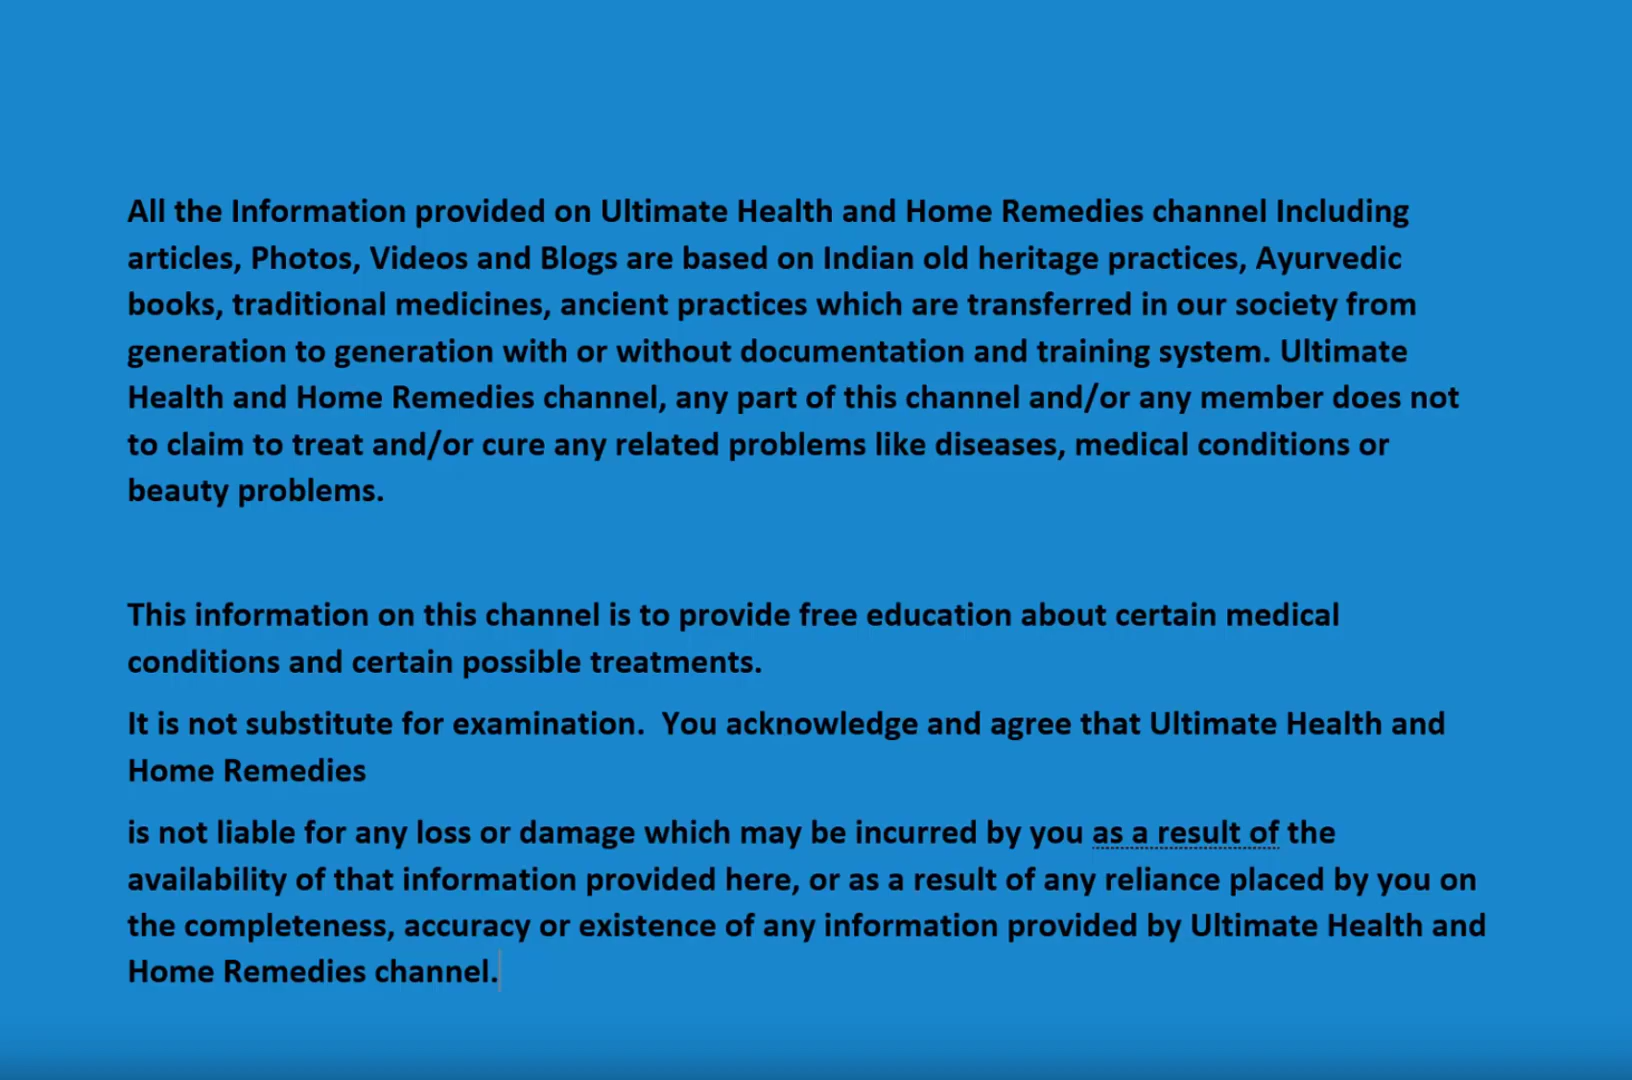 All the Information provided on Ultimate Health and Home Remedies channel Including
articles, Photos, Videos and Blogs are based on Indian old heritage practices, Ayurvedic
books, traditional medicines, ancient practices which are transferred in our society from
generation to generation with or without documentation and training system. Ultimate
Health and Home Remedies channel, any part of this channel and/or any member does not
to claim to treat and/or cure any related problems like diseases, medical conditions or
beauty problems.
This information on this channel is to provide free education about certain medical
conditions and certain possible treatments.
It is not substitute for examination.  You acknowledge and agree that Ultimate Health and
Home Remedies
is not liable for any loss or damage which may be incurred by you as a result of the
availability of that information provided here, or as a result of any reliance placed by you on
the completeness, accuracy or existence of any information provided by Ultimate Health and
Home Remedies channel.